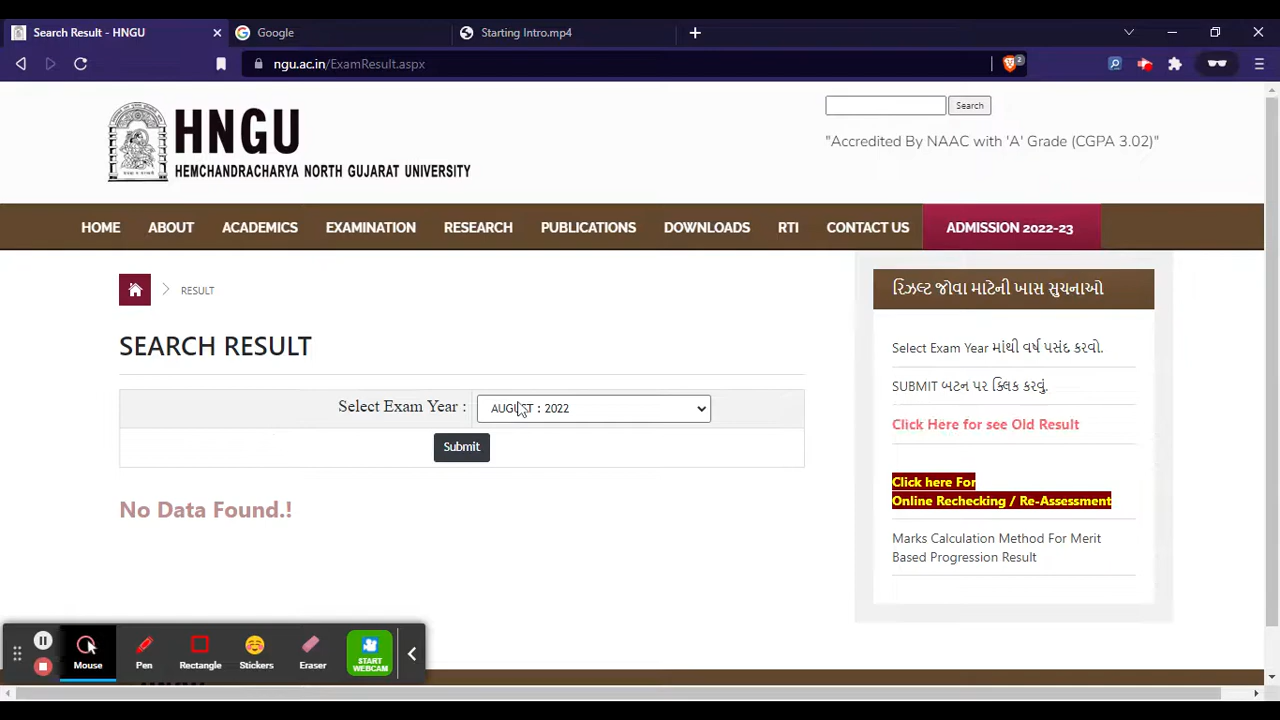 Search Result - HNGU
Google
Starting Intro.mp4
ngu.ac.in/ExamResult.aspx
2
HNGU
HEMCHANDRACHARYA NORTH GUJARAT UNIVERSITY
Search
"Accredited By NAAC with 'A' Grade (CGPA 3.02)"
HOME ABOUT ACADEMICS EXAMINATION RESEARCH PUBLICATIONS DOWNLOADS RTI CONTACT US ADMISSION 2022-23
RESULT
SEARCH RESULT
Select Exam Year : AUGUST : 2022
Submit
No Data Found.!
રિઝલ્ટ જોવા માટેની ખાસ સુચનાઓ
Select Exam Year માંથી વર્ષ પસંદ કરવો.
SUBMIT બટન પર ક્લિક કરવું.
Click Here for see Old Result
Click here For
Online Rechecking / Re-Assessment
Marks Calculation Method For Merit
Based Progression Result
Mouse
Pen
Rectangle
Stickers
Eraser
START
WEBCAM